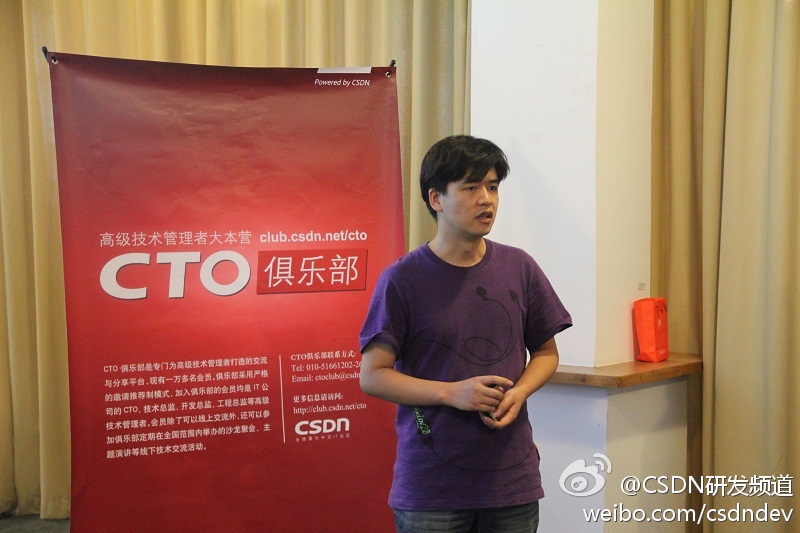 Powered by CSDN
高级技术管理者大本营 club.csdn.net/cto
CTO 俱乐部
CTO 俱乐部是专门为高级技术管理者打造的交流
与分享平台,现有一万多名会员。俱乐部采用严格
的邀请推荐制模式,加入俱乐部的会员均是 IT 公
司的 CTO、技术总监、开发总监、工程总监等高级
技术管理者。会员除了可以线上交流外,还可以参
加俱乐部定期在全国范围内举办的沙龙聚会、主
题演讲等线下技术交流活动。
CTO俱乐部联系方式:
Tel: 010-51661202-26
Email: ctoclub@csdn
更多信息请访问:
http://club.csdn.net/cto
CSDN
@CSDN研发频道
weibo.com/csdndev